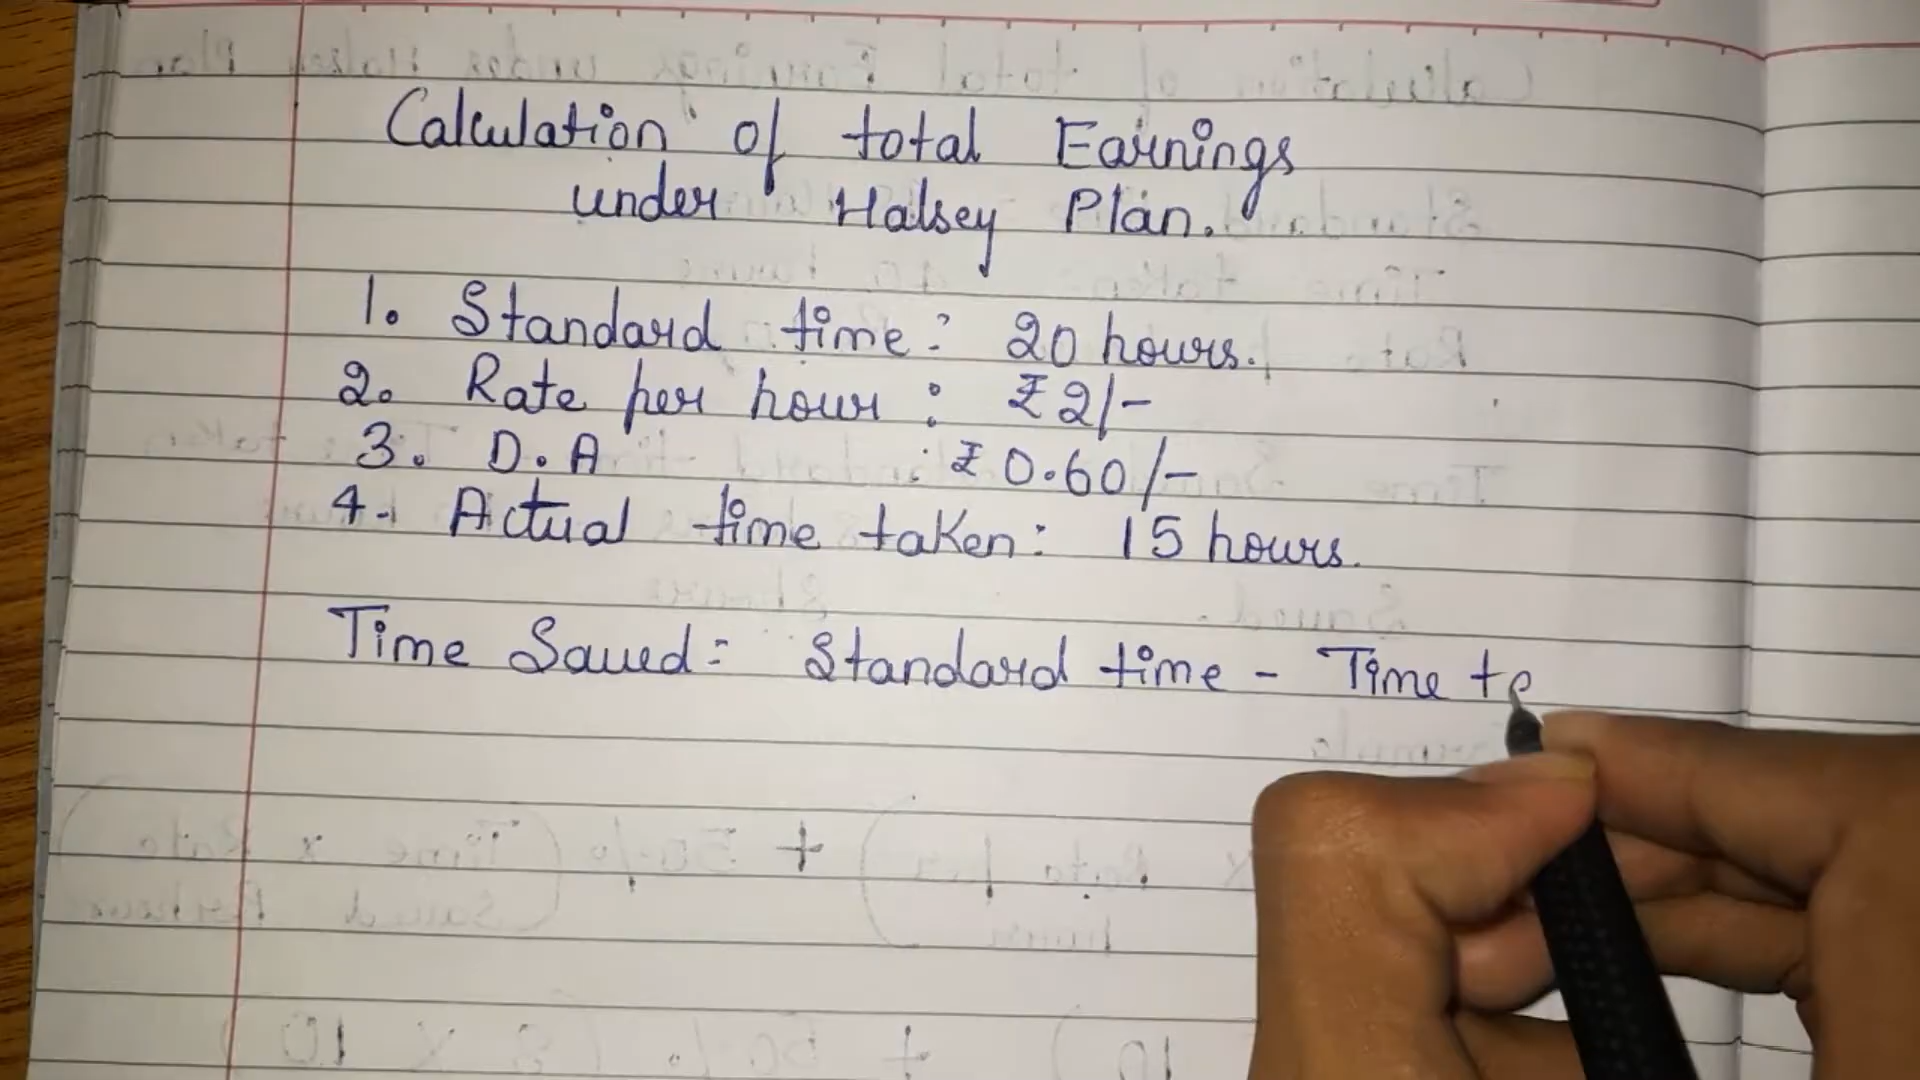 Calculation of total Earnings
under Halsey Plan.
1. Standard time: 20 hours.
2. Rate per hour : ₹2/-
3. D.A : ₹0.60/-
4. Actual time taken: 15 hours.
Time Saved = Standard time - Time